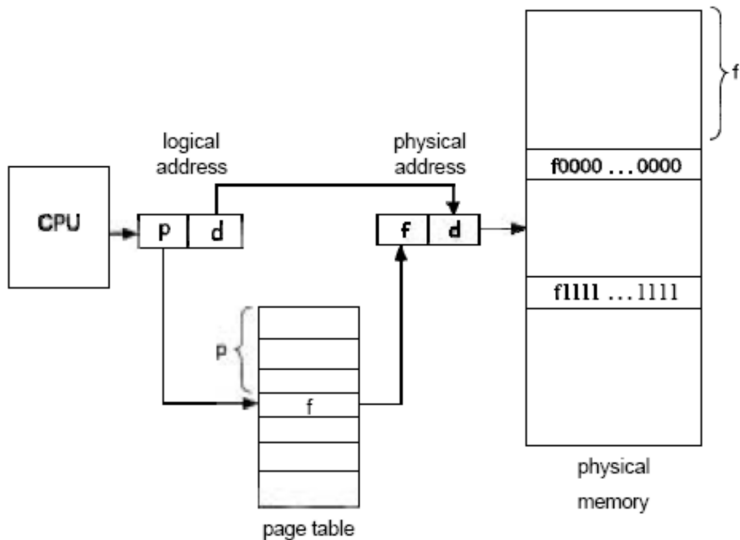 f
logical
address
physical
address
f0000 ... 0000
CPU
p d
f d
f1111 ... 1111
p
f
physical
memory
page table